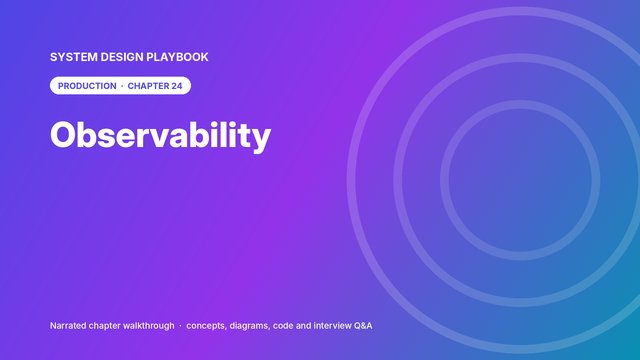 SYSTEM DESIGN PLAYBOOK
PRODUCTION · CHAPTER 24
Observability
Narrated chapter walkthrough · concepts, diagrams, code and interview Q&A